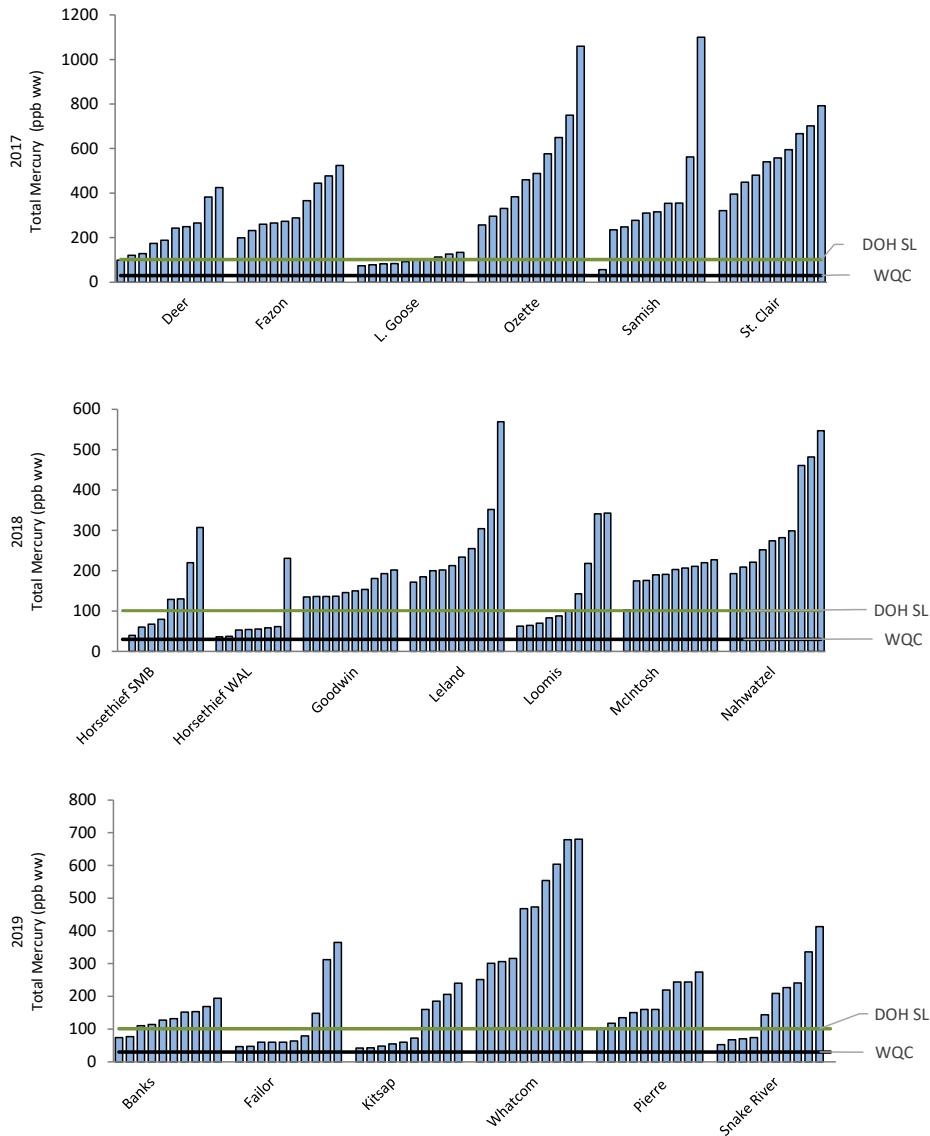 2017
Total Mercury (ppb ww)
1200
1000
800
600
400
200
0
DOH SL
WQC
Deer
Fazon
L. Goose
Ozette
Samish
St. Clair
2018
Total Mercury (ppb ww)
600
500
400
300
200
100
0
DOH SL
WQC
Horsethief SMB
Horsethief WAL
Goodwin
Leland
Loomis
McIntosh
Nahwatzel
2019
Total Mercury (ppb ww)
800
700
600
500
400
300
200
100
0
DOH SL
WQC
Banks
Failor
Kitsap
Whatcom
Pierre
Snake River